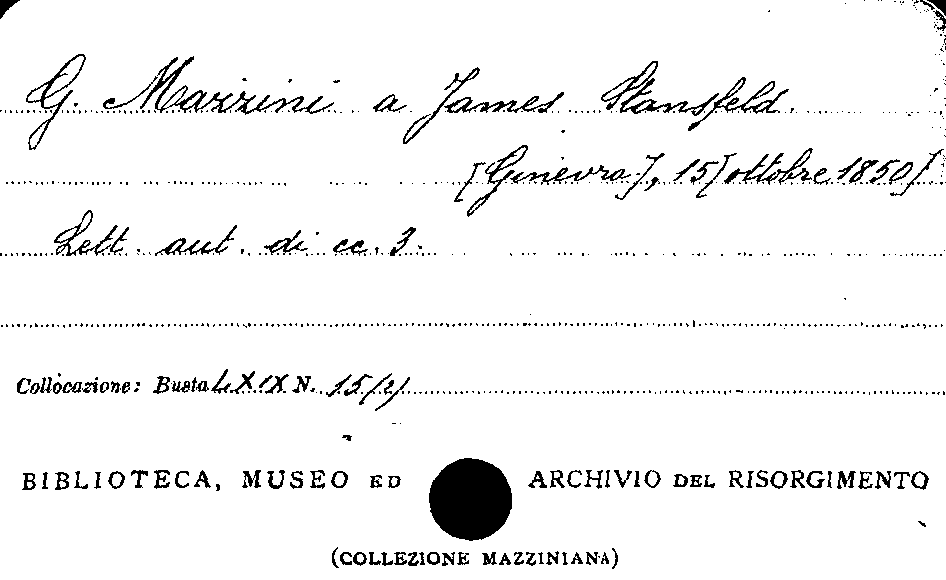 G. Mazzini a James Stansfeld.
[Ginevra], 15 [ottobre 1850]
Lett. aut. di cc. 3.
Collocazione: Busta LXIX N. 15/2/
BIBLIOTECA, MUSEO ED ARCHIVIO DEL RISORGIMENTO
(COLLEZIONE MAZZINIANA)